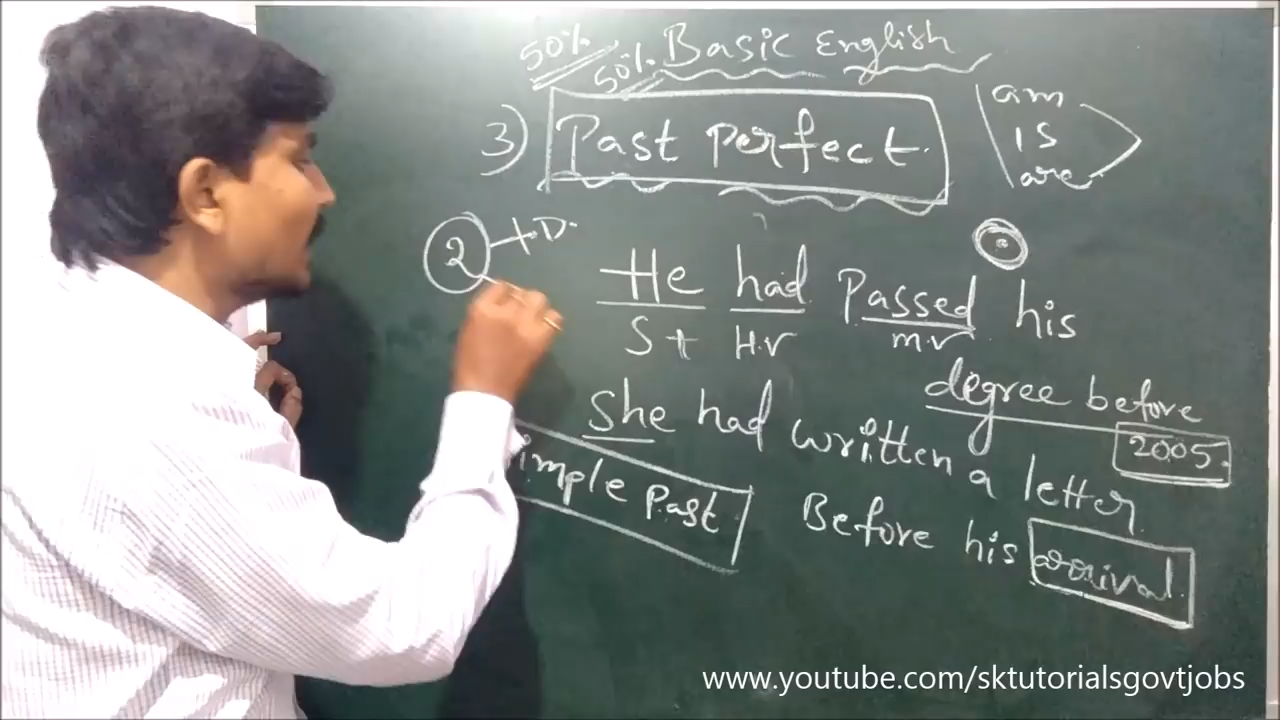 50% Basic English
50%
3) Past Perfect. am
is
are
2 + D.
He had Passed his
S + H.V M.V
degree before
2005.
She had written a letter
Before his arrival
imple Past
www.youtube.com/sktutorialsgovtjobs